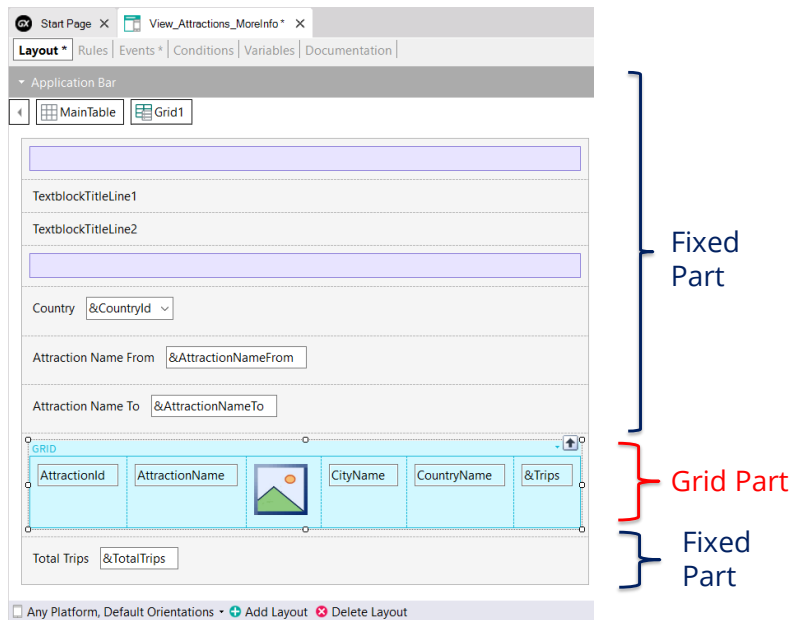 GX Start Page View_Attractions_MoreInfo *
Layout * Rules Events * Conditions Variables Documentation
Application Bar
MainTable Grid1
TextblockTitleLine1
TextblockTitleLine2
Fixed
Part
Country &CountryId
Attraction Name From &AttractionNameFrom
Attraction Name To &AttractionNameTo
GRID
AttractionId AttractionName CityName CountryName &Trips
Grid Part
Total Trips &TotalTrips
Fixed
Part
Any Platform, Default Orientations Add Layout Delete Layout